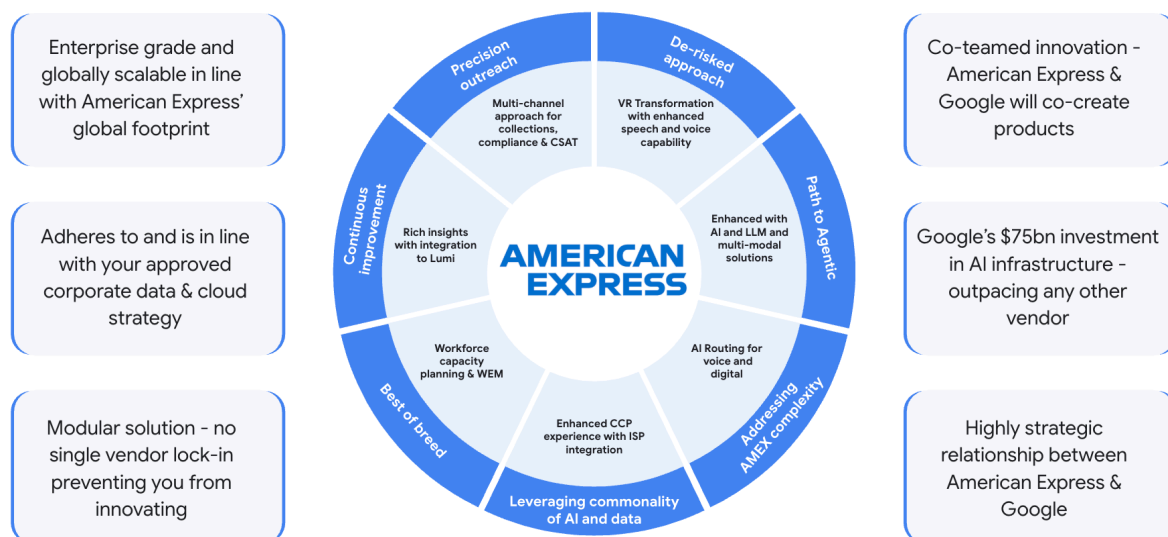 Enterprise grade and
globally scalable in line
with American Express’
global footprint
Adheres to and is in line
with your approved
corporate data & cloud
strategy
Modular solution - no
single vendor lock-in
preventing you from
innovating
Precision
outreach
Multi-channel
approach for
collections,
compliance & CSAT
De-risked
approach
VR Transformation
with enhanced
speech and voice
capability
Path to Agentic
Enhanced with
AI and LLM and
multi-modal
solutions
Addressing
AMEX complexity
AI Routing for
voice and
digital
Leveraging commonality
of AI and data
Enhanced CCP
experience with ISP
integration
Best of breed
Workforce
capacity
planning & WEM
Continuous
improvement
Rich insights
with integration
to Lumi
AMERICAN
EXPRESS
Co-teamed innovation -
American Express &
Google will co-create
products
Google’s $75bn investment
in AI infrastructure -
outpacing any other
vendor
Highly strategic
relationship between
American Express &
Google